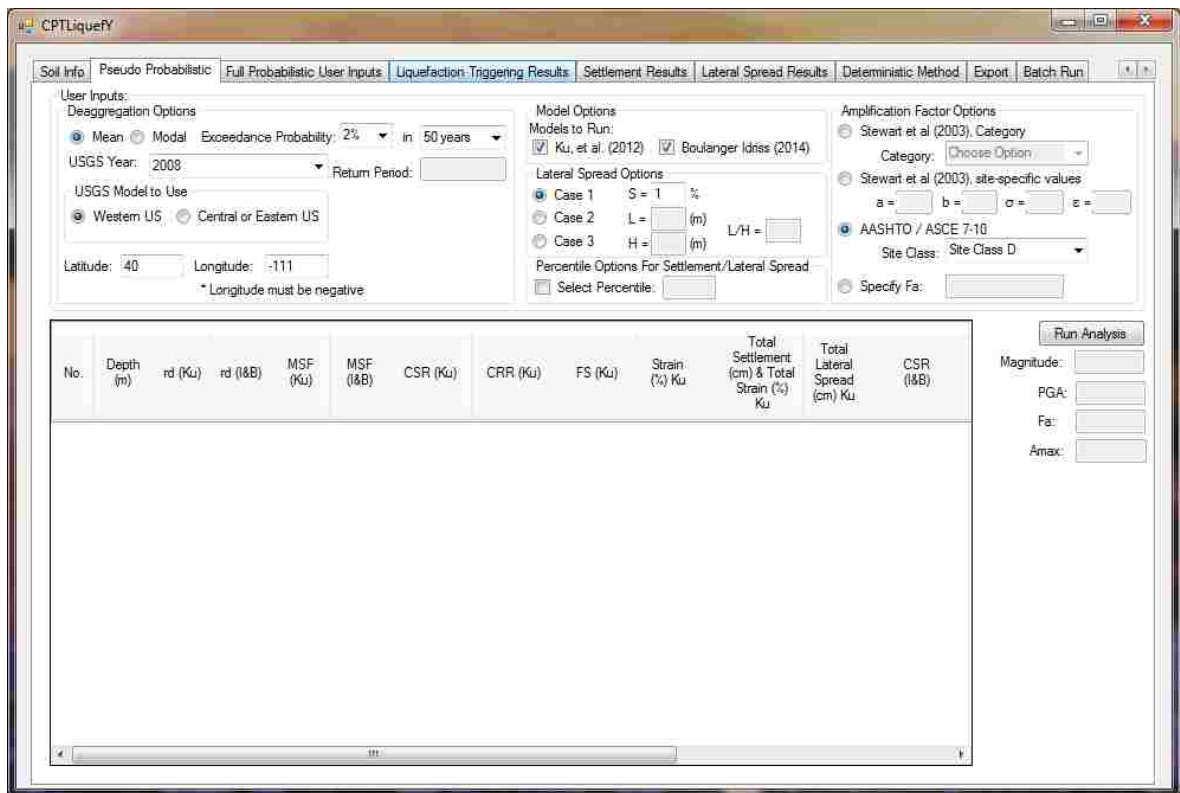 CPTLiquefY
Soil Info Pseudo Probabilistic Full Probabilistic User Inputs Liquefaction Triggering Results Settlement Results Lateral Spread Results Deterministic Method Export Batch Run
User Inputs:
Deaggregation Options
Mean Modal Exceedance Probability: 2% in 50 years
USGS Year: 2008 Return Period:
USGS Model to Use
Western US Central or Eastern US
Latitude: 40 Longitude: -111
* Longitude must be negative
Model Options
Models to Run:
Ku, et al. (2012) Boulanger Idriss (2014)
Lateral Spread Options
Case 1 S = 1 %
Case 2 L = (m)
Case 3 H = (m) L/H =
Percentile Options For Settlement/Lateral Spread
Select Percentile:
Amplification Factor Options
Stewart et al (2003), Category
Category: Choose Option
Stewart et al (2003), site-specific values
a = b = σ = ε =
AASHTO / ASCE 7-10
Site Class: Site Class D
Specify Fa:
No.
Depth
(m)
rd (Ku)
rd (I&B)
MSF
(Ku)
MSF
(I&B)
CSR (Ku)
CRR (Ku)
FS (Ku)
Strain
(%) Ku
Total
Settlement
(cm) & Total
Strain (%)
Ku
Total
Lateral
Spread
(cm) Ku
CSR
(I&B)
Run Analysis
Magnitude:
PGA:
Fa:
Amax: